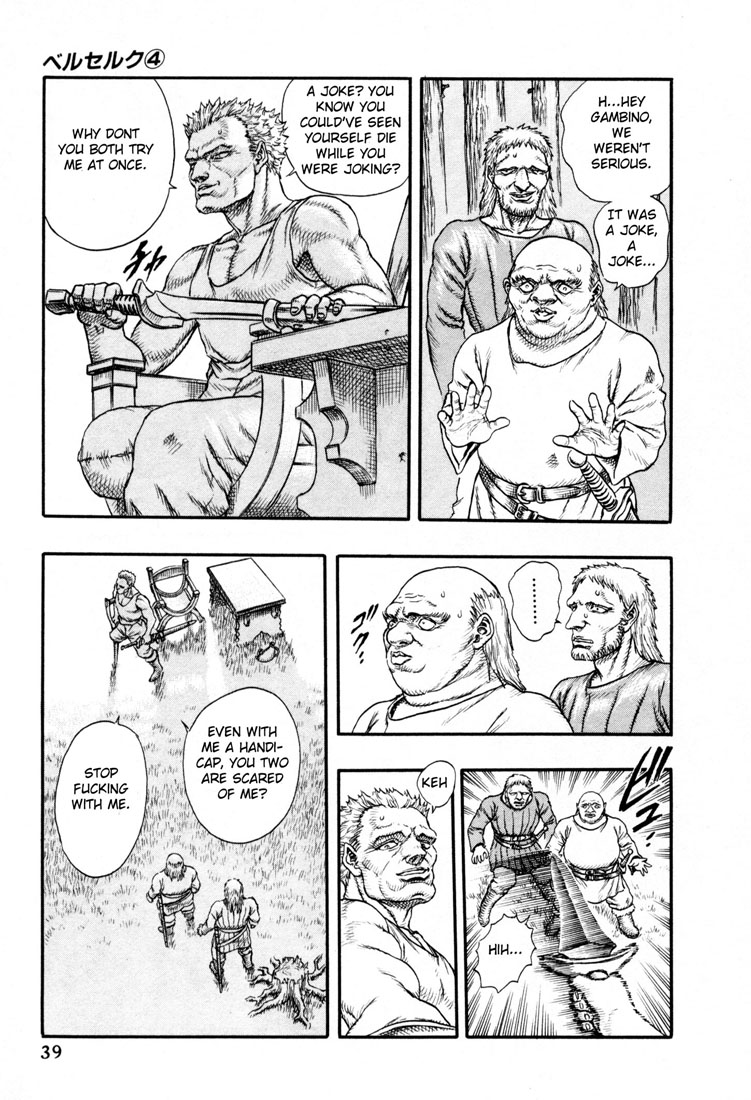 ベルセルク④
H...HEY
GAMBINO,
WE
WEREN'T
SERIOUS.
IT WAS
A JOKE,
A
JOKE...
A JOKE? YOU
KNOW YOU
COULD'VE SEEN
YOURSELF DIE
WHILE YOU
WERE JOKING?
WHY DONT
YOU BOTH TRY
ME AT ONCE.
チャ
........
ゴク?
ビュッ
HIH...
KEH
EVEN WITH
ME A HANDI-
CAP, YOU TWO
ARE SCARED
OF ME?
STOP
FUCKING
WITH ME.
39